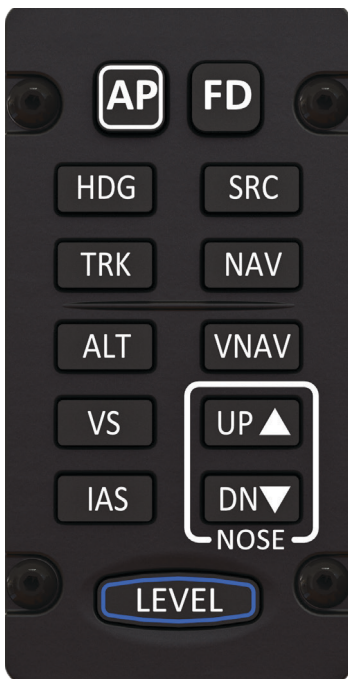 AP FD
HDG SRC
TRK NAV
ALT VNAV
VS UP▲
IAS DN▼
NOSE
LEVEL